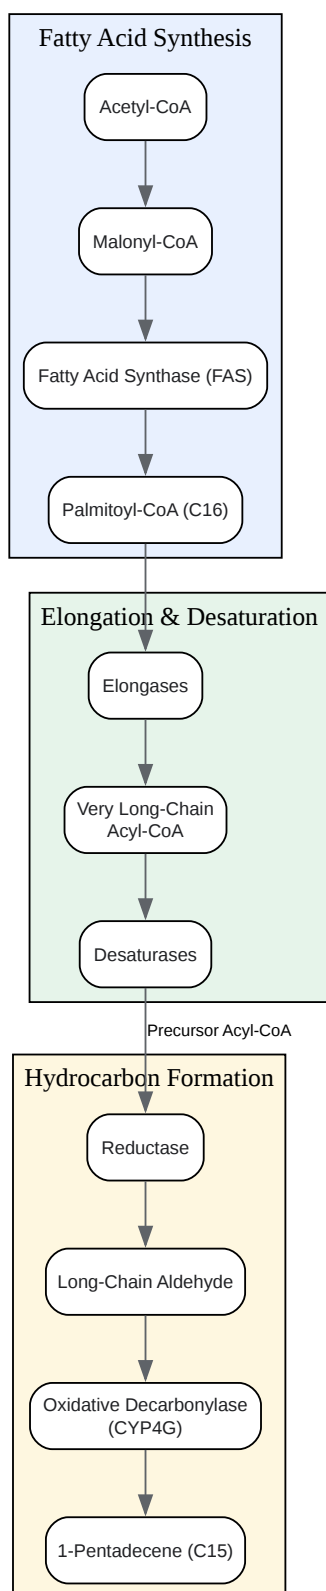 Fatty Acid Synthesis
Acetyl-CoA
Malonyl-CoA
Fatty Acid Synthase (FAS)
Palmitoyl-CoA (C16)
Elongation & Desaturation
Elongases
Very Long-Chain
Acyl-CoA
Desaturases
Precursor Acyl-CoA
Hydrocarbon Formation
Reductase
Long-Chain Aldehyde
Oxidative Decarbonylase
(CYP4G)
1-Pentadecene (C15)